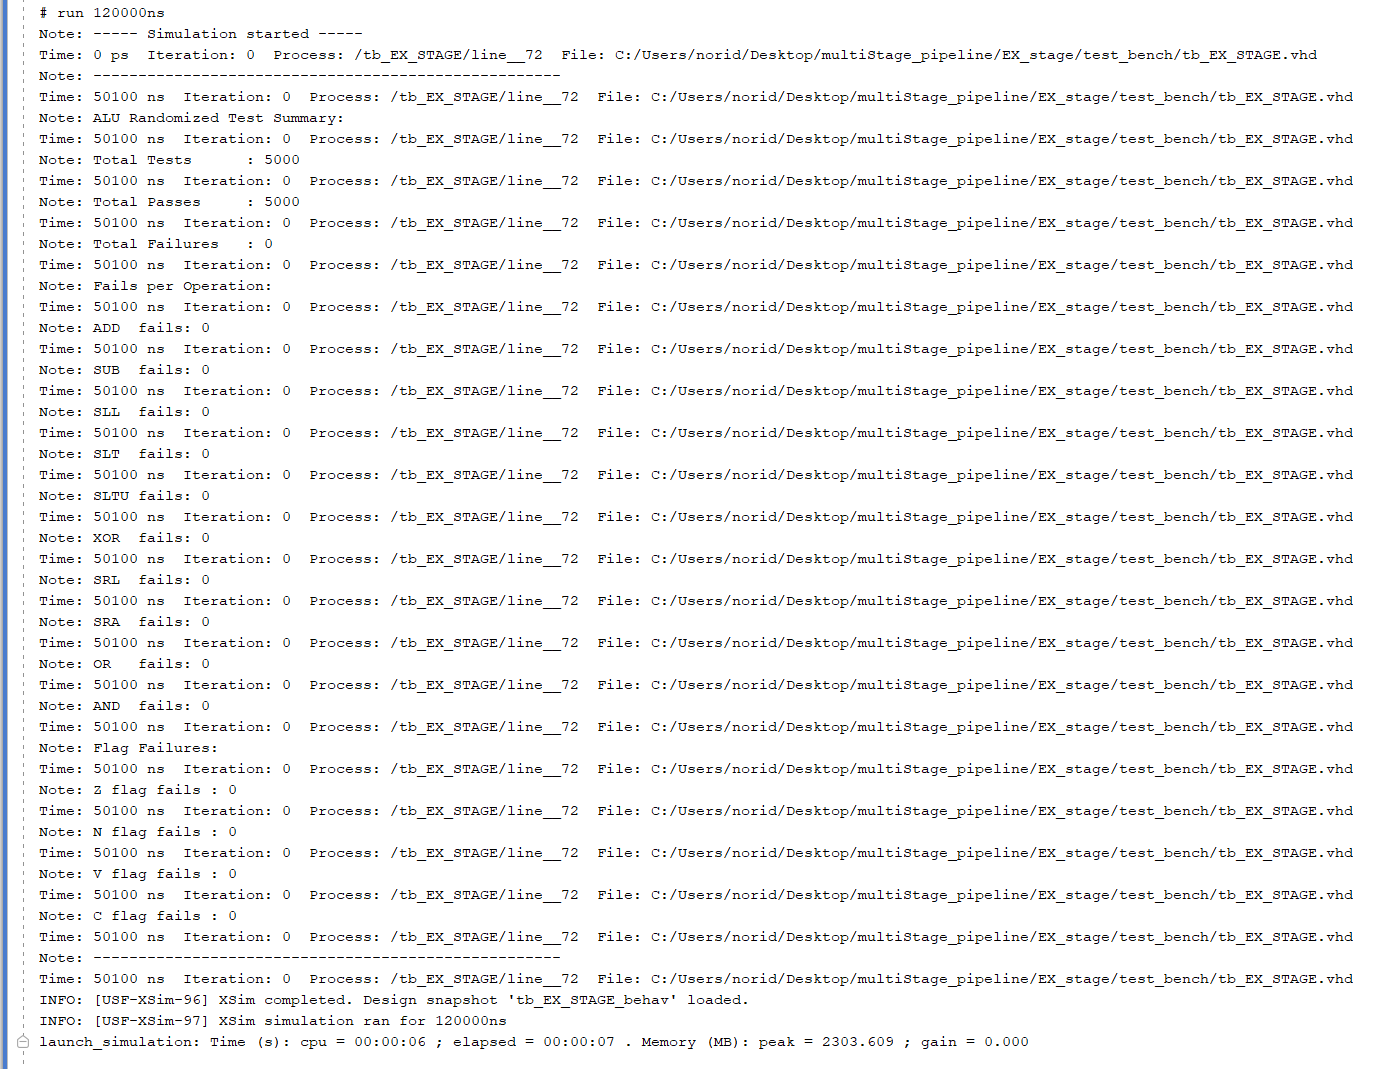 # run 120000ns
Note: ----- Simulation started -----
Time: 0 ps  Iteration: 0  Process: /tb_EX_STAGE/line__72  File: C:/Users/norid/Desktop/multiStage_pipeline/EX_stage/test_bench/tb_EX_STAGE.vhd
Note: ----------------------------------------------------
Time: 50100 ns  Iteration: 0  Process: /tb_EX_STAGE/line__72  File: C:/Users/norid/Desktop/multiStage_pipeline/EX_stage/test_bench/tb_EX_STAGE.vhd
Note: ALU Randomized Test Summary:
Time: 50100 ns  Iteration: 0  Process: /tb_EX_STAGE/line__72  File: C:/Users/norid/Desktop/multiStage_pipeline/EX_stage/test_bench/tb_EX_STAGE.vhd
Note: Total Tests      : 5000
Time: 50100 ns  Iteration: 0  Process: /tb_EX_STAGE/line__72  File: C:/Users/norid/Desktop/multiStage_pipeline/EX_stage/test_bench/tb_EX_STAGE.vhd
Note: Total Passes     : 5000
Time: 50100 ns  Iteration: 0  Process: /tb_EX_STAGE/line__72  File: C:/Users/norid/Desktop/multiStage_pipeline/EX_stage/test_bench/tb_EX_STAGE.vhd
Note: Total Failures   : 0
Time: 50100 ns  Iteration: 0  Process: /tb_EX_STAGE/line__72  File: C:/Users/norid/Desktop/multiStage_pipeline/EX_stage/test_bench/tb_EX_STAGE.vhd
Note: Fails per Operation:
Time: 50100 ns  Iteration: 0  Process: /tb_EX_STAGE/line__72  File: C:/Users/norid/Desktop/multiStage_pipeline/EX_stage/test_bench/tb_EX_STAGE.vhd
Note: ADD  fails: 0
Time: 50100 ns  Iteration: 0  Process: /tb_EX_STAGE/line__72  File: C:/Users/norid/Desktop/multiStage_pipeline/EX_stage/test_bench/tb_EX_STAGE.vhd
Note: SUB  fails: 0
Time: 50100 ns  Iteration: 0  Process: /tb_EX_STAGE/line__72  File: C:/Users/norid/Desktop/multiStage_pipeline/EX_stage/test_bench/tb_EX_STAGE.vhd
Note: SLL  fails: 0
Time: 50100 ns  Iteration: 0  Process: /tb_EX_STAGE/line__72  File: C:/Users/norid/Desktop/multiStage_pipeline/EX_stage/test_bench/tb_EX_STAGE.vhd
Note: SLT  fails: 0
Time: 50100 ns  Iteration: 0  Process: /tb_EX_STAGE/line__72  File: C:/Users/norid/Desktop/multiStage_pipeline/EX_stage/test_bench/tb_EX_STAGE.vhd
Note: SLTU fails: 0
Time: 50100 ns  Iteration: 0  Process: /tb_EX_STAGE/line__72  File: C:/Users/norid/Desktop/multiStage_pipeline/EX_stage/test_bench/tb_EX_STAGE.vhd
Note: XOR  fails: 0
Time: 50100 ns  Iteration: 0  Process: /tb_EX_STAGE/line__72  File: C:/Users/norid/Desktop/multiStage_pipeline/EX_stage/test_bench/tb_EX_STAGE.vhd
Note: SRL  fails: 0
Time: 50100 ns  Iteration: 0  Process: /tb_EX_STAGE/line__72  File: C:/Users/norid/Desktop/multiStage_pipeline/EX_stage/test_bench/tb_EX_STAGE.vhd
Note: SRA  fails: 0
Time: 50100 ns  Iteration: 0  Process: /tb_EX_STAGE/line__72  File: C:/Users/norid/Desktop/multiStage_pipeline/EX_stage/test_bench/tb_EX_STAGE.vhd
Note: OR   fails: 0
Time: 50100 ns  Iteration: 0  Process: /tb_EX_STAGE/line__72  File: C:/Users/norid/Desktop/multiStage_pipeline/EX_stage/test_bench/tb_EX_STAGE.vhd
Note: AND  fails: 0
Time: 50100 ns  Iteration: 0  Process: /tb_EX_STAGE/line__72  File: C:/Users/norid/Desktop/multiStage_pipeline/EX_stage/test_bench/tb_EX_STAGE.vhd
Note: Flag Failures:
Time: 50100 ns  Iteration: 0  Process: /tb_EX_STAGE/line__72  File: C:/Users/norid/Desktop/multiStage_pipeline/EX_stage/test_bench/tb_EX_STAGE.vhd
Note: Z flag fails : 0
Time: 50100 ns  Iteration: 0  Process: /tb_EX_STAGE/line__72  File: C:/Users/norid/Desktop/multiStage_pipeline/EX_stage/test_bench/tb_EX_STAGE.vhd
Note: N flag fails : 0
Time: 50100 ns  Iteration: 0  Process: /tb_EX_STAGE/line__72  File: C:/Users/norid/Desktop/multiStage_pipeline/EX_stage/test_bench/tb_EX_STAGE.vhd
Note: V flag fails : 0
Time: 50100 ns  Iteration: 0  Process: /tb_EX_STAGE/line__72  File: C:/Users/norid/Desktop/multiStage_pipeline/EX_stage/test_bench/tb_EX_STAGE.vhd
Note: C flag fails : 0
Time: 50100 ns  Iteration: 0  Process: /tb_EX_STAGE/line__72  File: C:/Users/norid/Desktop/multiStage_pipeline/EX_stage/test_bench/tb_EX_STAGE.vhd
Note: ----------------------------------------------------
Time: 50100 ns  Iteration: 0  Process: /tb_EX_STAGE/line__72  File: C:/Users/norid/Desktop/multiStage_pipeline/EX_stage/test_bench/tb_EX_STAGE.vhd
INFO: [USF-XSim-96] XSim completed. Design snapshot 'tb_EX_STAGE_behav' loaded.
INFO: [USF-XSim-97] XSim simulation ran for 120000ns
launch_simulation: Time (s): cpu = 00:00:06 ; elapsed = 00:00:07 . Memory (MB): peak = 2303.609 ; gain = 0.000